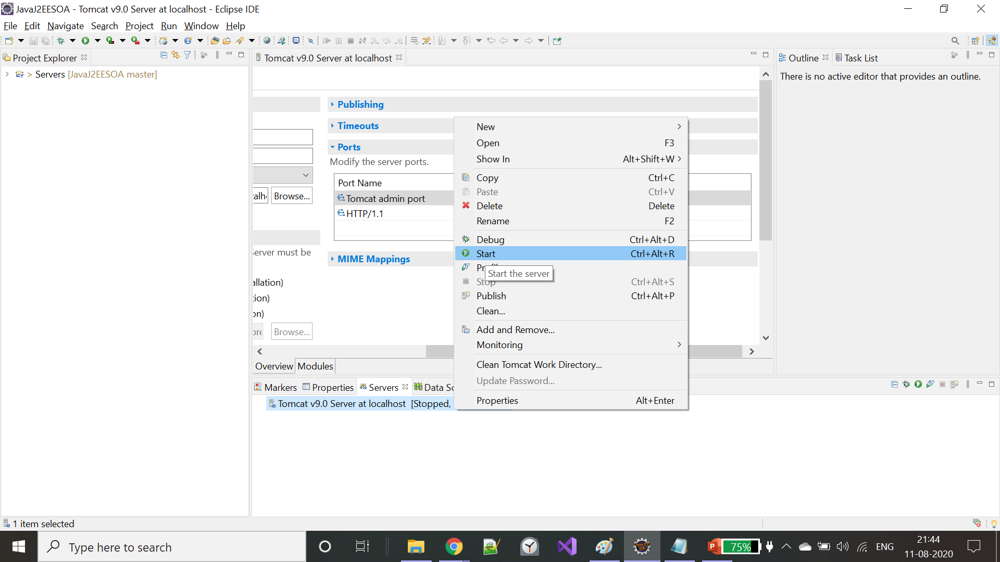 JavaJ2EESOA - Tomcat v9.0 Server at localhost - Eclipse IDE
File Edit Navigate Search Project Run Window Help
Project Explorer
> Servers [JavaJ2EESOA master]
Tomcat v9.0 Server at localhost
Publishing
Timeouts
Ports
Modify the server ports.
Port Name
Tomcat admin port
HTTP/1.1
Browse...
Server must be
MIME Mappings
allation)
tion)
on)
Browse...
Overview Modules
New
Open F3
Show In Alt+Shift+W
Copy Ctrl+C
Paste Ctrl+V
Delete Delete
Rename F2
Debug Ctrl+Alt+D
Start Ctrl+Alt+R
Start the server
Stop Ctrl+Alt+S
Publish Ctrl+Alt+P
Clean...
Add and Remove...
Monitoring
Clean Tomcat Work Directory...
Update Password...
Properties Alt+Enter
Outline Task List
There is no active editor that provides an outline.
Markers Properties Servers Data So
Tomcat v9.0 Server at localhost [Stopped,
1 item selected
Type here to search
75%
ENG
21:44
11-08-2020